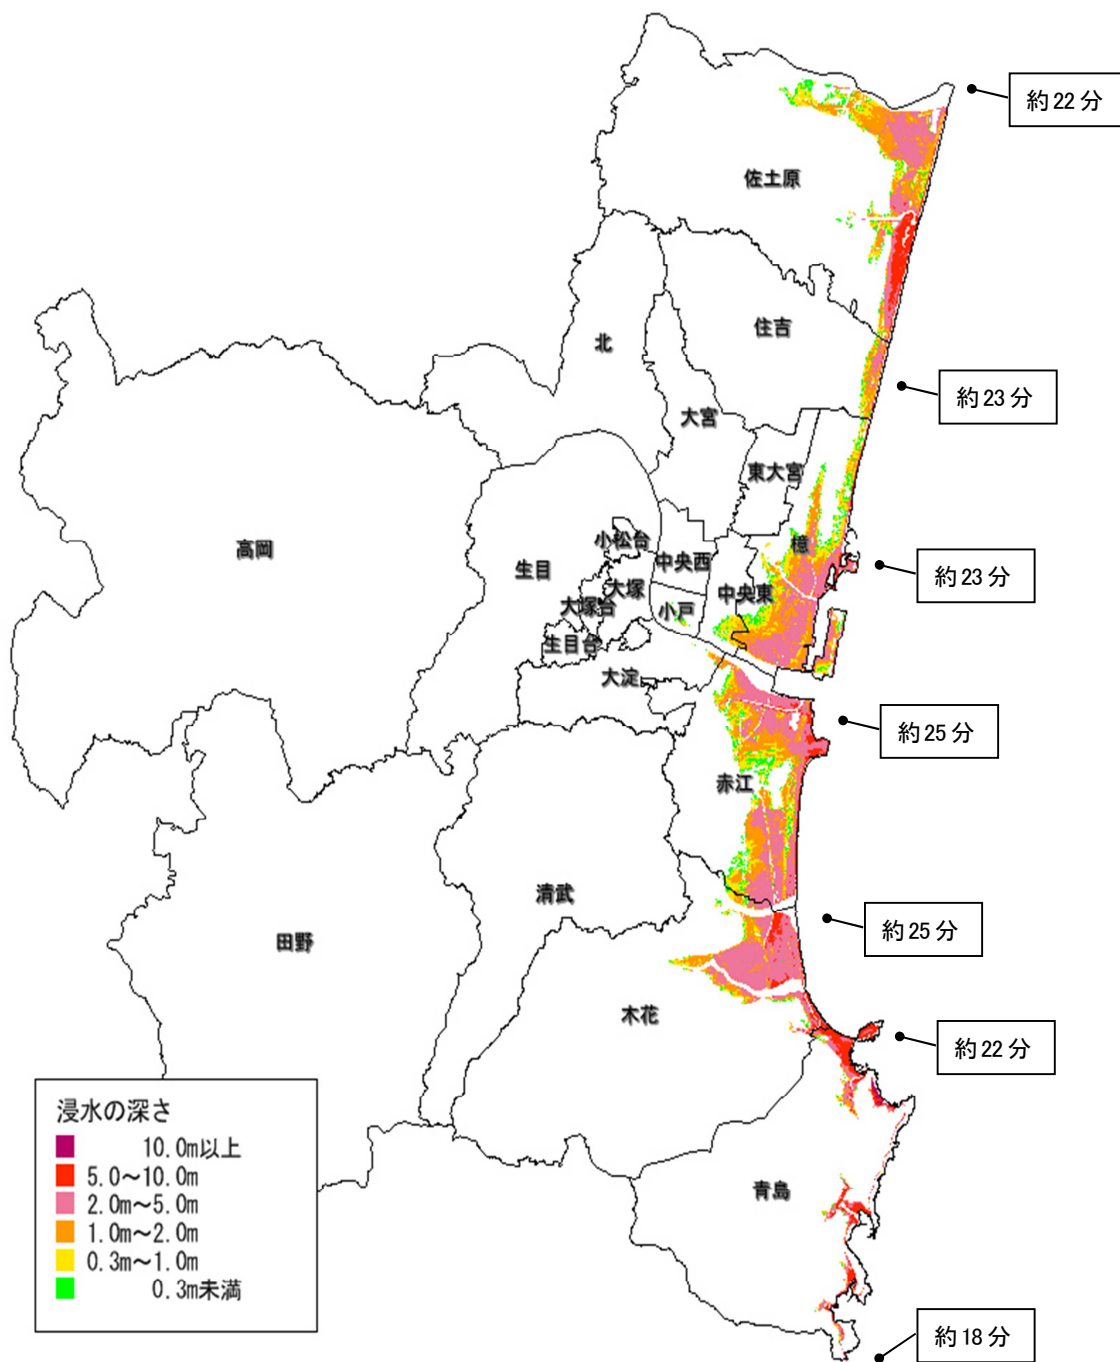 約22分
佐土原
住吉
北
約23分
大宮
東大宮
小松台
中央西
檍
高岡
生目
約23分
大塚
大塚台
中央東
小戸
生目台
大淀
約25分
赤江
清武
約25分
田野
木花
約22分
浸水の深さ
10.0m以上
5.0~10.0m
2.0m~5.0m
1.0m~2.0m
0.3m~1.0m
0.3m未満
青島
約18分